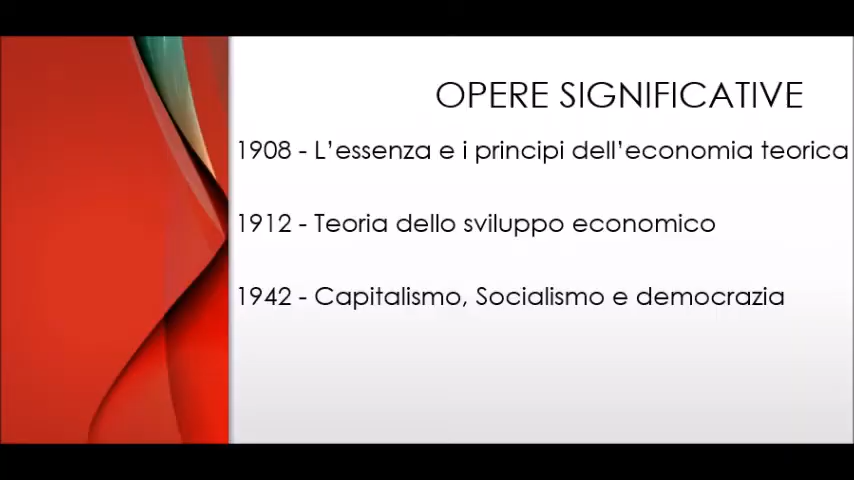 OPERE SIGNIFICATIVE
1908 - L’essenza e i principi dell’economia teorica
1912 - Teoria dello sviluppo economico
1942 - Capitalismo, Socialismo e democrazia